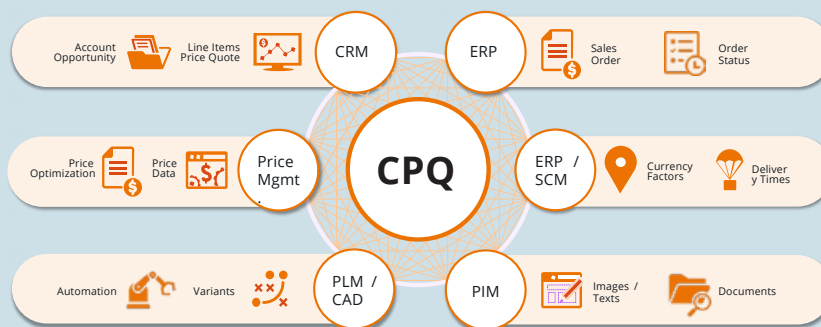 Account
Opportunity
Line Items
Price Quote
CRM
ERP
Sales
Order
Order
Status
Price
Optimization
Price
Data
Price
Mgmt
.
CPQ
ERP /
SCM
Currency
Factors
Deliver
y Times
Automation
Variants
PLM /
CAD
PIM
Images /
Texts
Documents